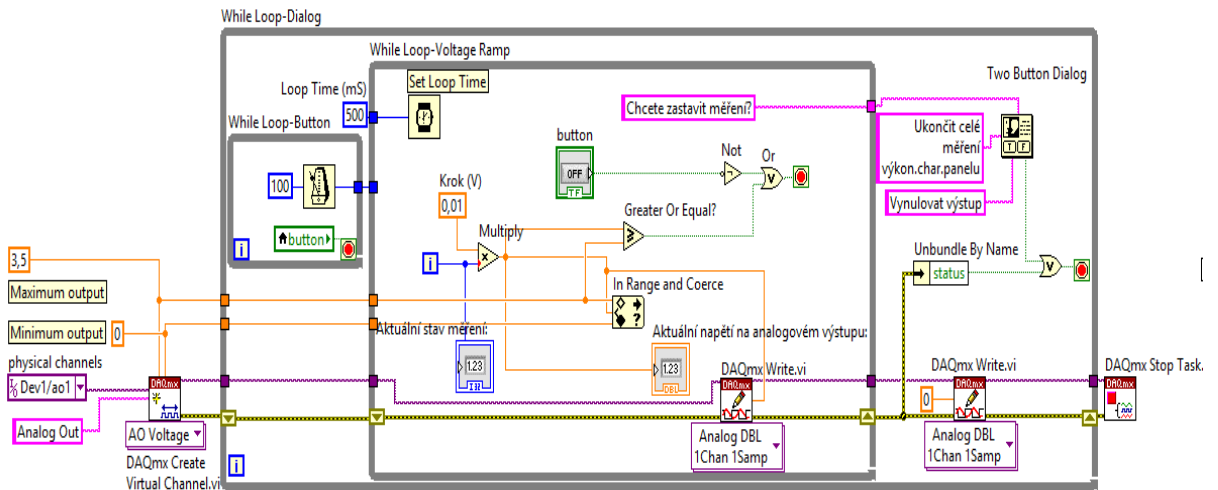 While Loop-Dialog
While Loop-Voltage Ramp
Loop Time (mS)
500
Set Loop Time
While Loop-Button
100
button
i
3,5
Maximum output
Minimum output
0
physical channels
Dev1/ao1
Analog Out
DAQmx
AO Voltage
DAQmx Create
Virtual Channel.vi
i
Krok (V)
0,01
Multiply
x
i
Aktuální stav měření:
1.23
button
OFF
TF
Not
Or
V
Greater Or Equal?
In Range and Coerce
?
Aktuální napětí na analogovém výstupu:
1.23
DBL
DAQmx Write.vi
DAQmx
Analog DBL
1Chan 1Samp
Chcete zastavit měření?
Two Button Dialog
T F
Ukončit celé
měření
výkon.char.panelu
Vynulovat výstup
Unbundle By Name
status
V
DAQmx Write.vi
0
DAQmx
Analog DBL
1Chan 1Samp
DAQmx Stop Task.
DAQmx